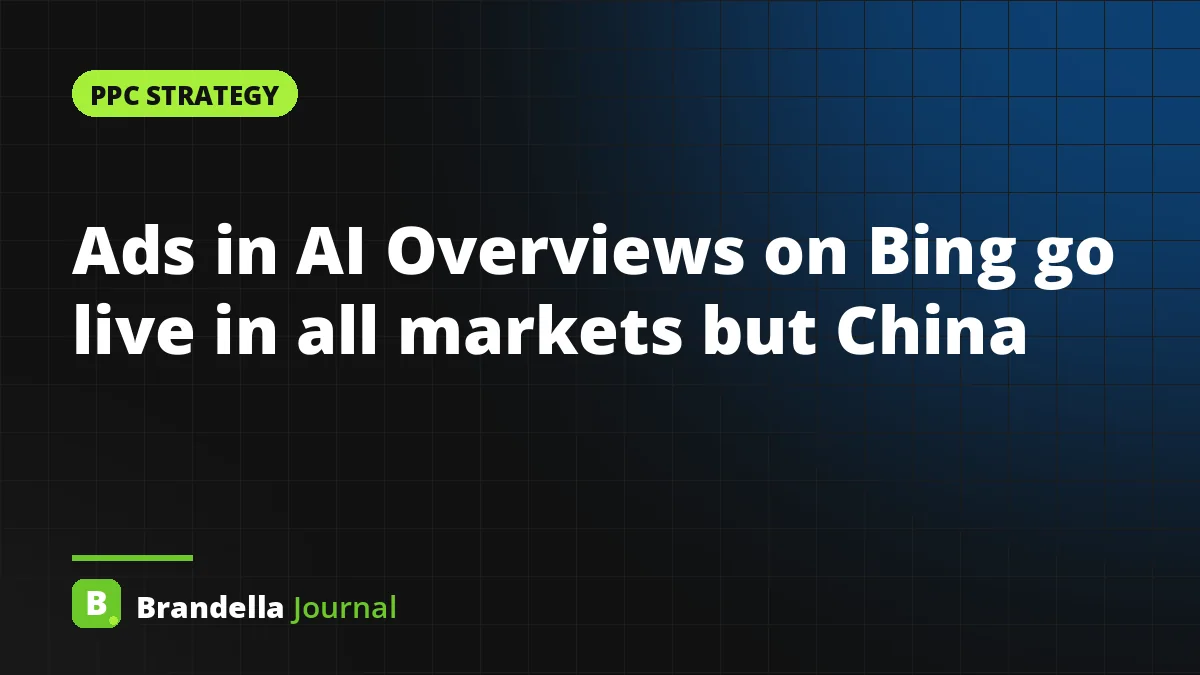 PPC STRATEGY
Ads in AI Overviews on Bing go
live in all markets but China
B
Brandella Journal